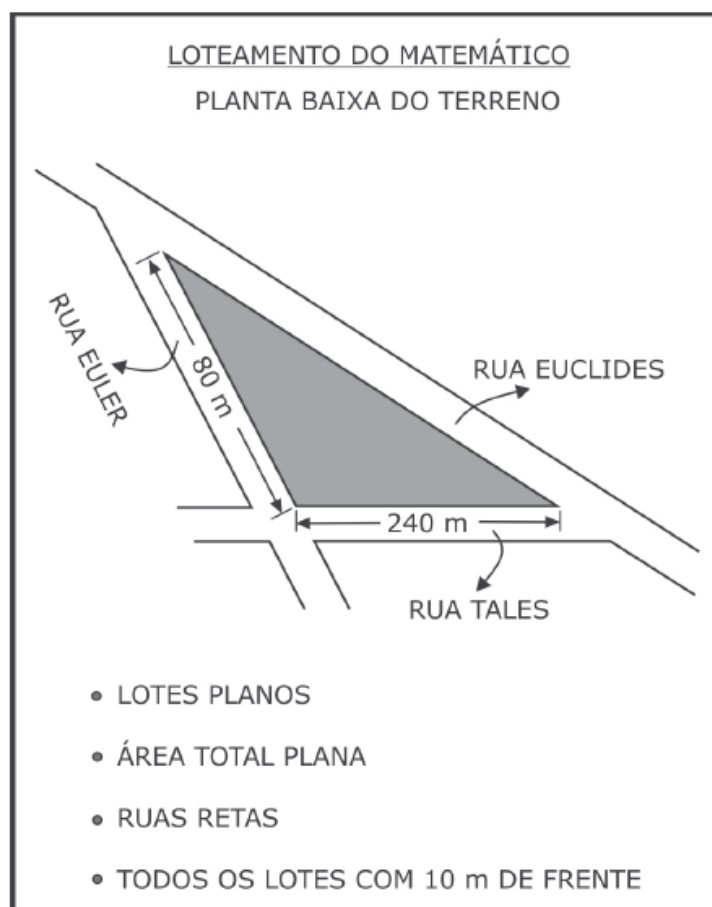 LOTEAMENTO DO MATEMÁTICO
PLANTA BAIXA DO TERRENO
RUA EULER
80 m
RUA EUCLIDES
240 m
RUA TALES
• LOTES PLANOS
• ÁREA TOTAL PLANA
• RUAS RETAS
• TODOS OS LOTES COM 10 m DE FRENTE